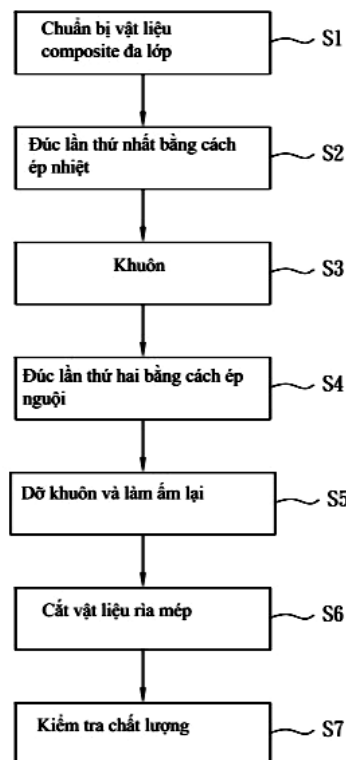 Chuẩn bị vật liệu
composite đa lớp
S1
Đúc lần thứ nhất bằng cách
ép nhiệt
S2
Khuôn
S3
Đúc lần thứ hai bằng cách ép
nguội
S4
Dỡ khuôn và làm ấm lại
S5
Cắt vật liệu rìa mép
S6
Kiểm tra chất lượng
S7